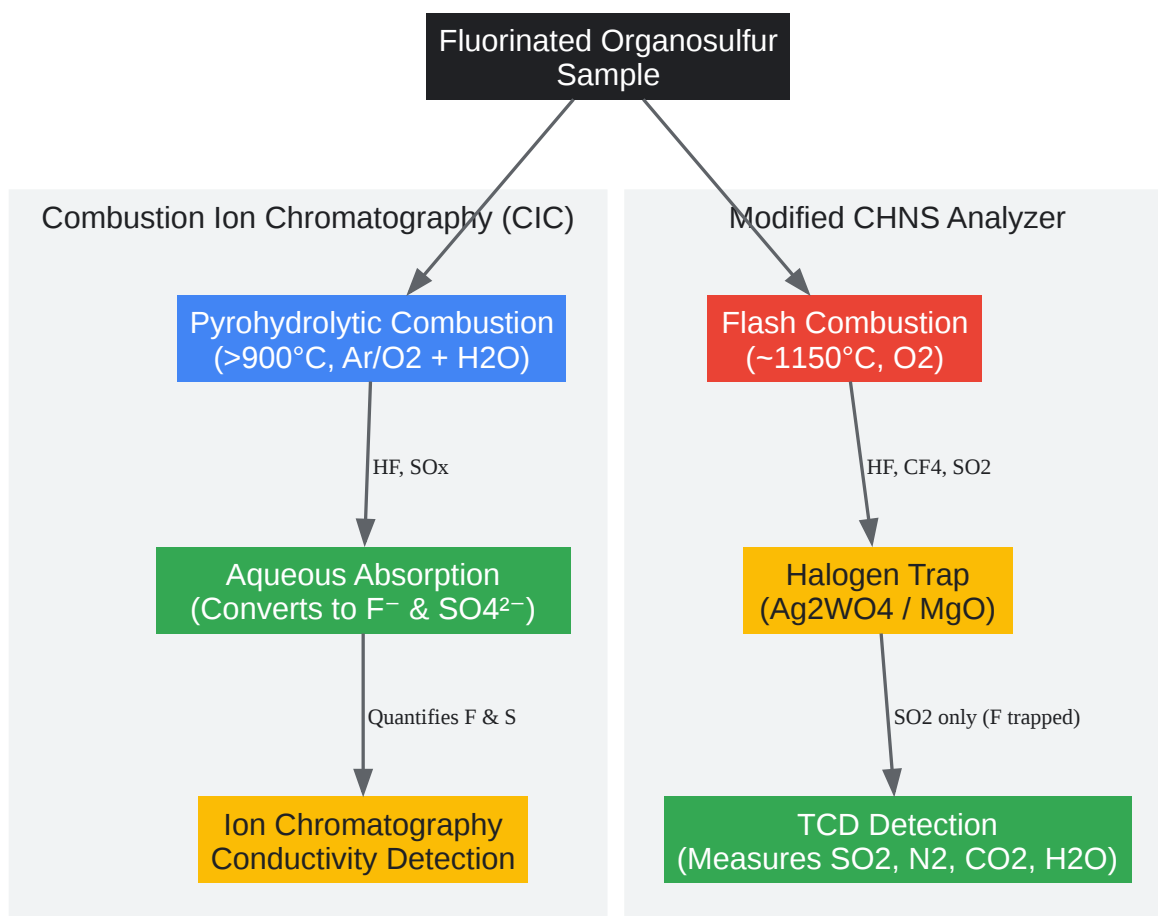 Fluorinated Organosulfur
Sample
Combustion Ion Chromatography (CIC)
Pyrohydrolytic Combustion
(>900°C, Ar/O2 + H2O)
HF, SOx
Aqueous Absorption
(Converts to F⁻ & SO4²⁻)
Quantifies F & S
Ion Chromatography
Conductivity Detection
Modified CHNS Analyzer
Flash Combustion
(~1150°C, O2)
HF, CF4, SO2
Halogen Trap
(Ag2WO4 / MgO)
SO2 only (F trapped)
TCD Detection
(Measures SO2, N2, CO2, H2O)